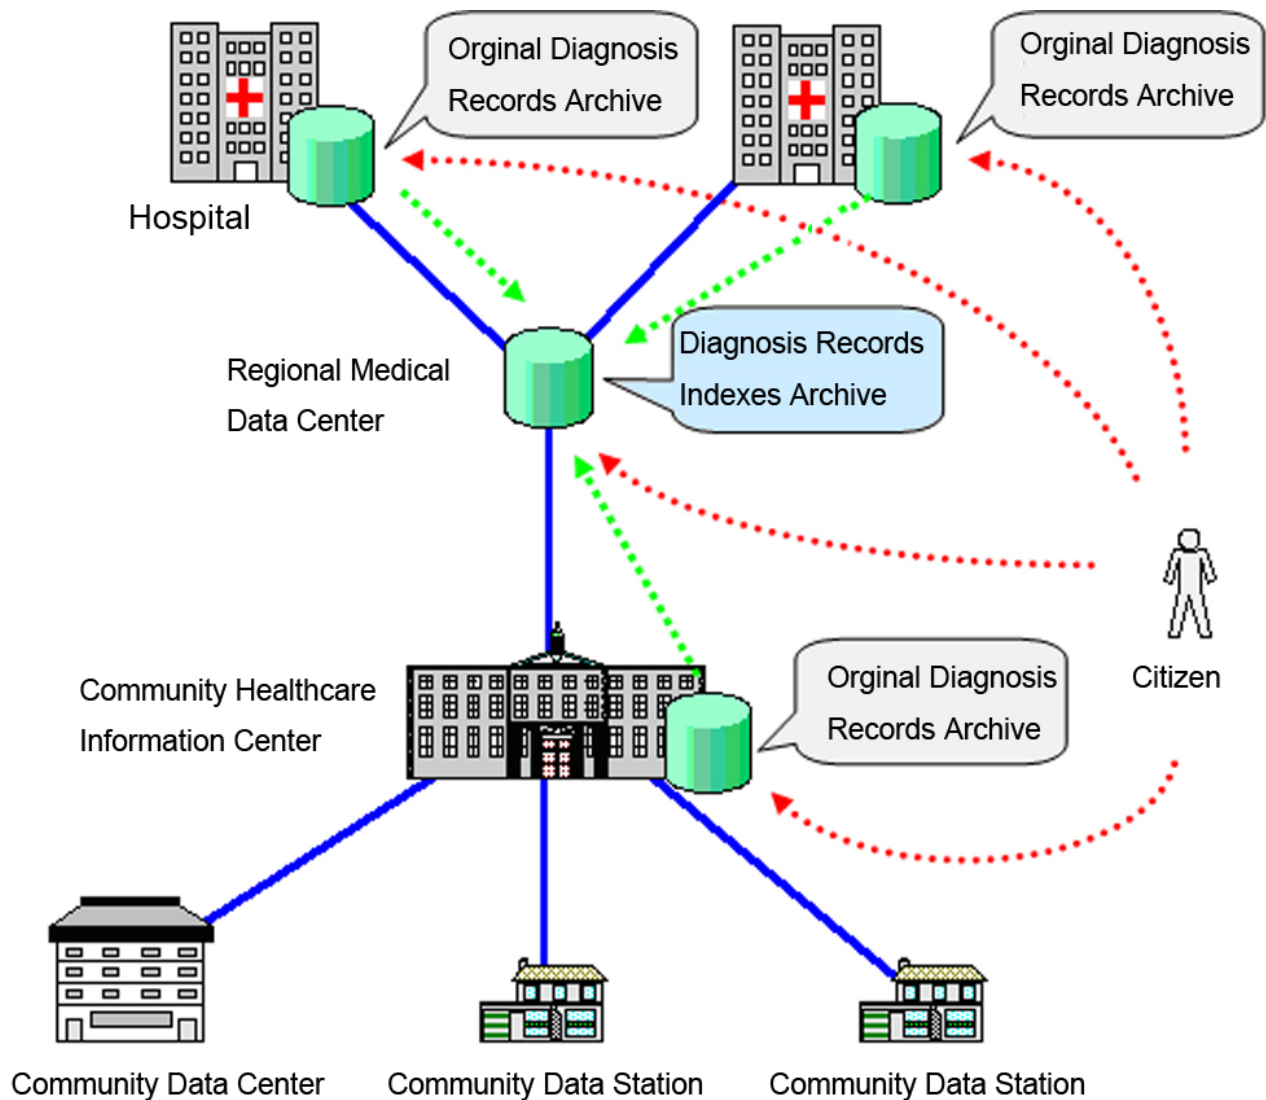 Orginal Diagnosis
Records Archive
Orginal Diagnosis
Records Archive
Hospital
Regional Medical
Data Center
Diagnosis Records
Indexes Archive
Community Healthcare
Information Center
Orginal Diagnosis
Records Archive
Citizen
Community Data Center
Community Data Station
Community Data Station